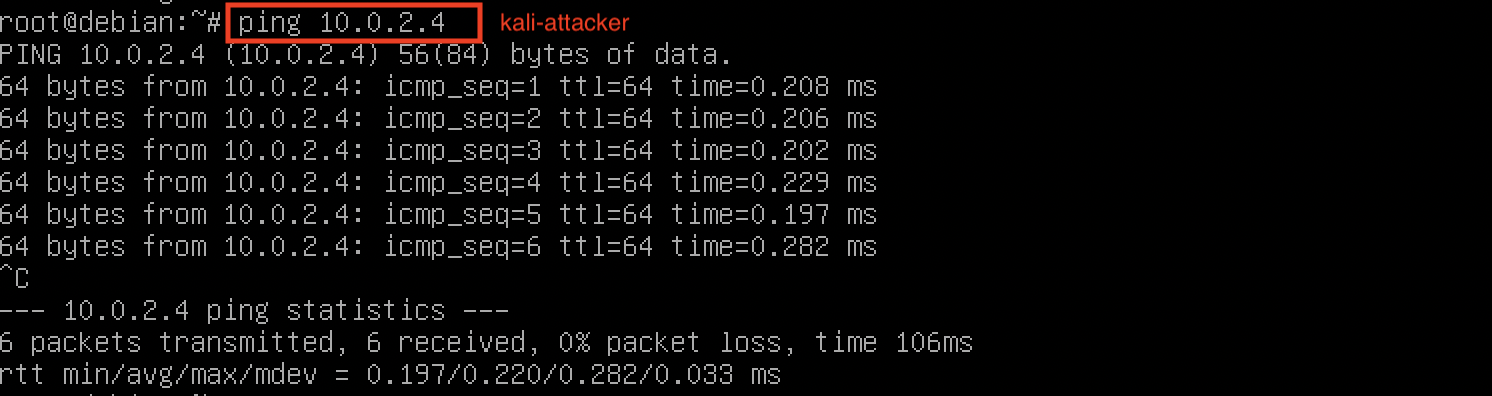 root@debian:~# ping 10.0.2.4 kali-attacker
PING 10.0.2.4 (10.0.2.4) 56(84) bytes of data.
64 bytes from 10.0.2.4: icmp_seq=1 ttl=64 time=0.208 ms
64 bytes from 10.0.2.4: icmp_seq=2 ttl=64 time=0.206 ms
64 bytes from 10.0.2.4: icmp_seq=3 ttl=64 time=0.202 ms
64 bytes from 10.0.2.4: icmp_seq=4 ttl=64 time=0.229 ms
64 bytes from 10.0.2.4: icmp_seq=5 ttl=64 time=0.197 ms
64 bytes from 10.0.2.4: icmp_seq=6 ttl=64 time=0.282 ms
^C
--- 10.0.2.4 ping statistics ---
6 packets transmitted, 6 received, 0% packet loss, time 106ms
rtt min/avg/max/mdev = 0.197/0.220/0.282/0.033 ms